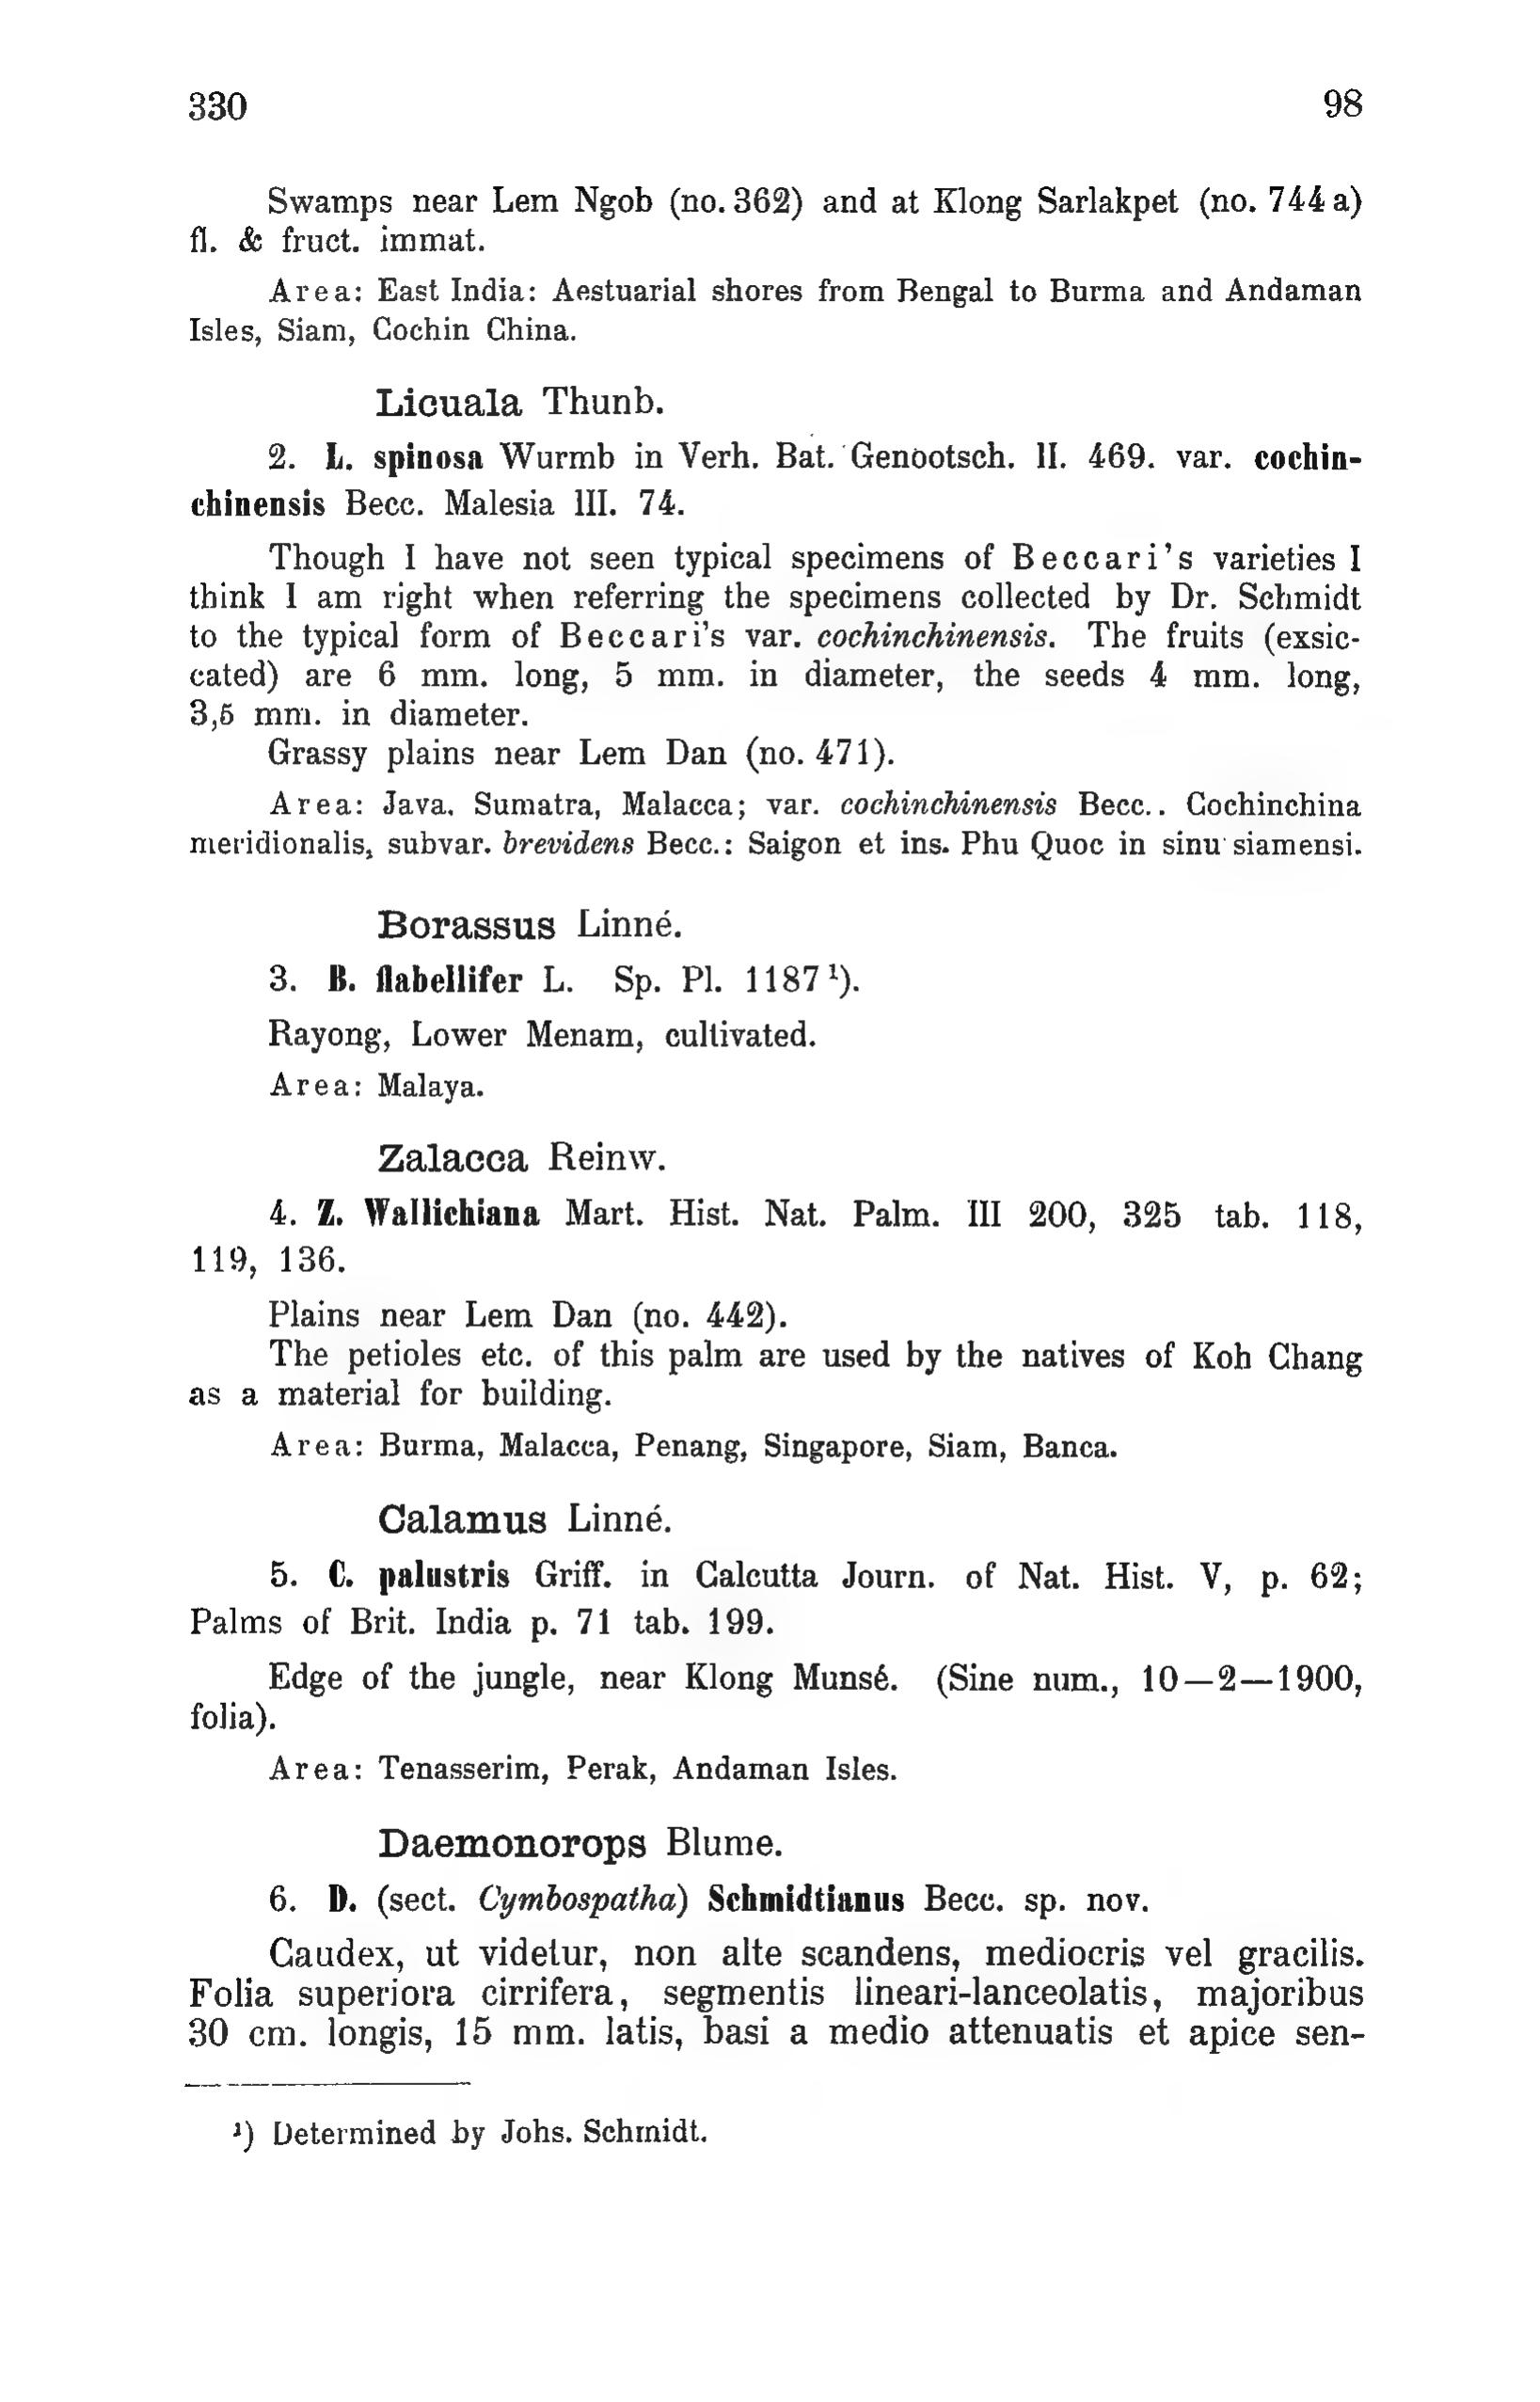 330 98
Swamps near Lem Ngob (no. 362) and at Klong Sarlakpet (no. 744 a)
fl. & fruct. immat.
Area: East India: Aestuarial shores from Bengal to Burma and Andaman
Isles, Siam, Cochin China.
Licuala Thunb.
2. L. spinosa Wurmb in Verh. Bat. Genootsch. II. 469. var. cochin-
chinensis Becc. Malesia III. 74.
Though I have not seen typical specimens of Beccari's varieties I
think I am right when referring the specimens collected by Dr. Schmidt
to the typical form of Beccari's var. cochinchinensis. The fruits (exsic-
cated) are 6 mm. long, 5 mm. in diameter, the seeds 4 mm. long,
3,5 mm. in diameter.
Grassy plains near Lem Dan (no. 471).
Area: Java. Sumatra, Malacca; var. cochinchinensis Becc.. Cochinchina
meridionalis, subvar. brevidens Becc.: Saigon et ins. Phu Quoc in sinu siamensi.
Borassus Linné.
3. B. flabellifer L. Sp. Pl. 1187 ¹).
Rayong, Lower Menam, cultivated.
Area: Malaya.
Zalacca Reinw.
4. Z. Wallichiana Mart. Hist. Nat. Palm. III 200, 325 tab. 118,
119, 136.
Plains near Lem Dan (no. 442).
The petioles etc. of this palm are used by the natives of Koh Chang
as a material for building.
Area: Burma, Malacca, Penang, Singapore, Siam, Banca.
Calamus Linné.
5. C. palustris Griff. in Calcutta Journ. of Nat. Hist. V, p. 62;
Palms of Brit. India p. 71 tab. 199.
Edge of the jungle, near Klong Munsé. (Sine num., 10—2—1900,
folia).
Area: Tenasserim, Perak, Andaman Isles.
Daemonorops Blume.
6. D. (sect. Cymbospatha) Schmidtianus Becc. sp. nov.
Caudex, ut videtur, non alte scandens, mediocris vel gracilis.
Folia superiora cirrifera, segmentis lineari-lanceolatis, majoribus
30 cm. longis, 15 mm. latis, basi a medio attenuatis et apice sen-
¹) Determined by Johs. Schmidt.